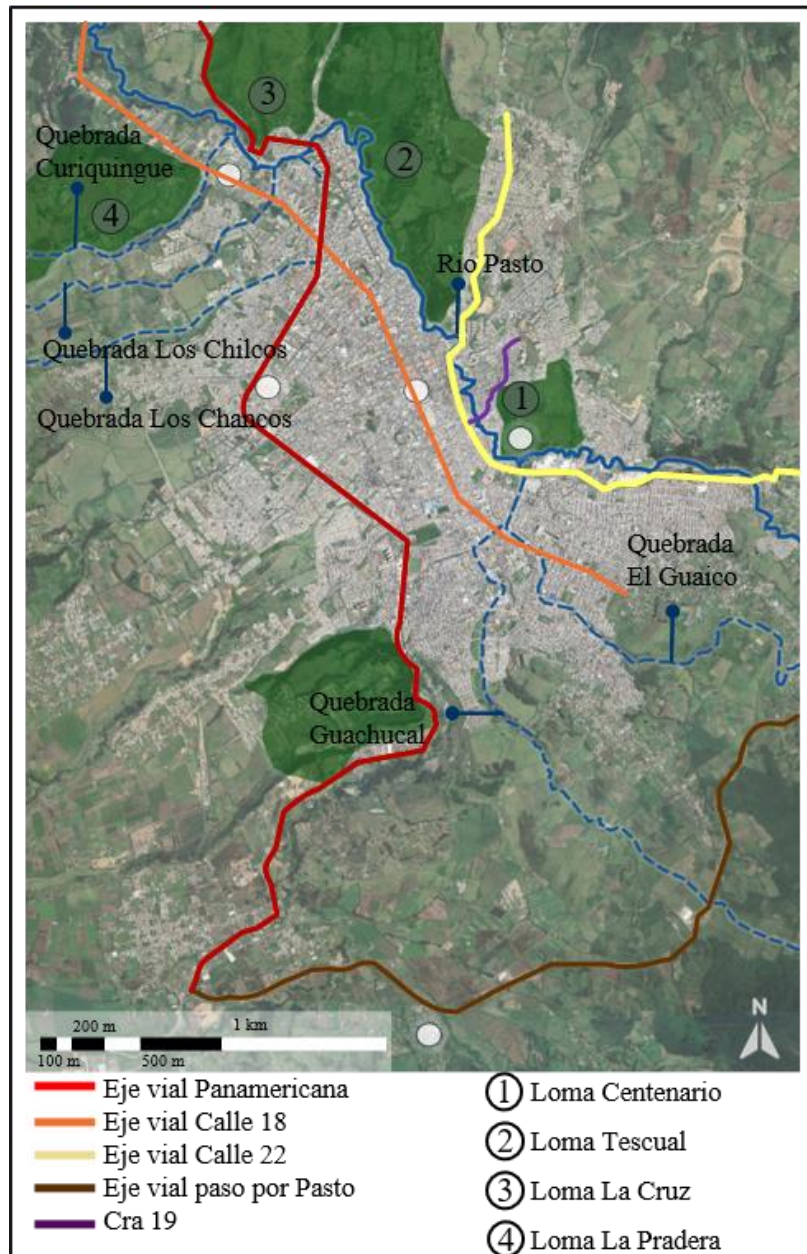 3
Quebrada
Curiquingue
2
4
Rio Pasto
Quebrada Los Chilcos
1
Quebrada Los Chancos
Quebrada
El Guaico
Quebrada
Guachucal
N
200 m
1 km
100 m
500 m
Eje vial Panamericana
Eje vial Calle 18
Eje vial Calle 22
Eje vial paso por Pasto
Cra 19
1 Loma Centenario
2 Loma Tescual
3 Loma La Cruz
4 Loma La Pradera